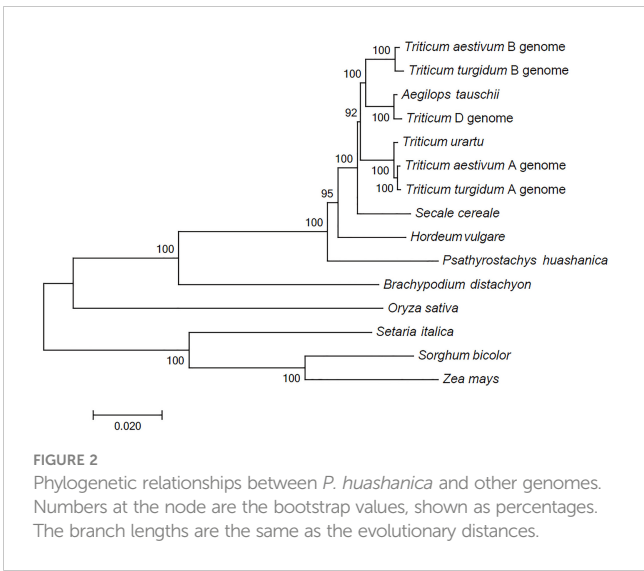 100
Triticum aestivum B genome
Triticum turgidum B genome
100
Aegilops tauschii
100
Triticum D genome
92
Triticum urartu
100
Triticum aestivum A genome
100
Triticum turgidum A genome
100
Secale cereale
95
Hordeum vulgare
100
Psathyrostachys huashanica
100
Brachypodium distachyon
Oryza sativa
Setaria italica
100
Sorghum bicolor
100
Zea mays
0.020
FIGURE 2
Phylogenetic relationships between P. huashanica and other genomes.
Numbers at the node are the bootstrap values, shown as percentages.
The branch lengths are the same as the evolutionary distances.